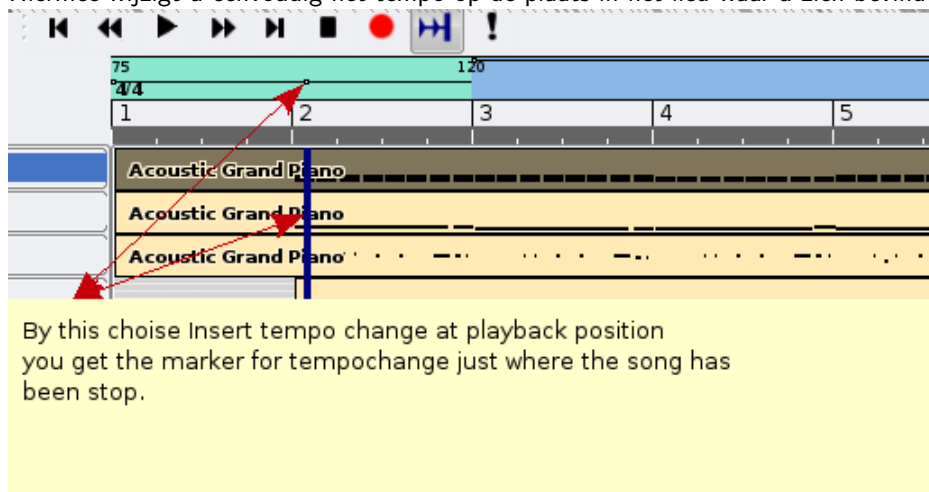 Hiermee wijzigt u eenvoudig het tempo op de plaats in het lied waar u zich bevind
75 120
4/4
1 2 3 4 5
Acoustic Grand Piano
Acoustic Grand Piano
Acoustic Grand Piano
By this choise Insert tempo change at playback position
you get the marker for tempochange just where the song has
been stop.